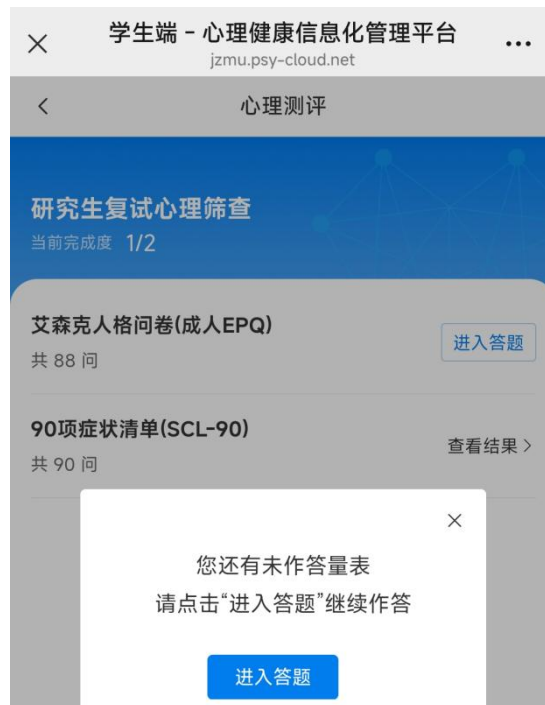 学生端 - 心理健康信息化管理平台
jzmu.psy-cloud.net
心理测评
研究生复试心理筛查
当前完成度 1/2
艾森克人格问卷(成人EPQ)
共 88 问
进入答题
90项症状清单(SCL-90)
共 90 问
查看结果
您还有未作答量表
请点击“进入答题”继续作答
进入答题